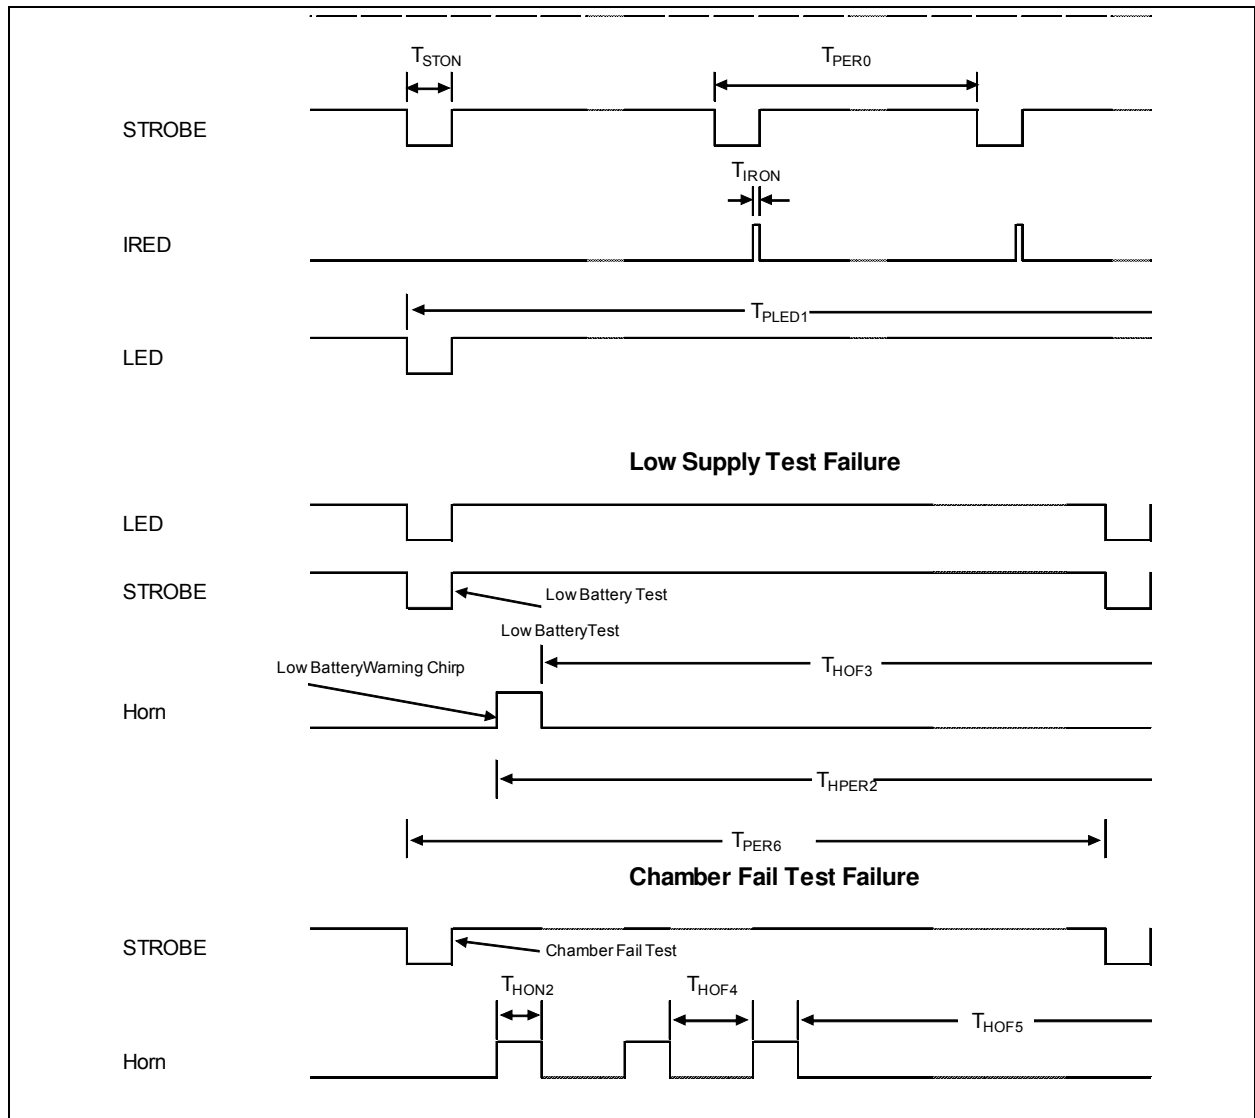 TSTON
TPER0
STROBE
TIRON
IRED
TPLED1
LED
Low Supply Test Failure
LED
STROBE
Low Battery Test
Low BatteryTest
Low BatteryWarning Chirp
THOF3
Horn
THPER2
TPER6
Chamber Fail Test Failure
STROBE
Chamber Fail Test
THON2
THOF4
THOF5
Horn